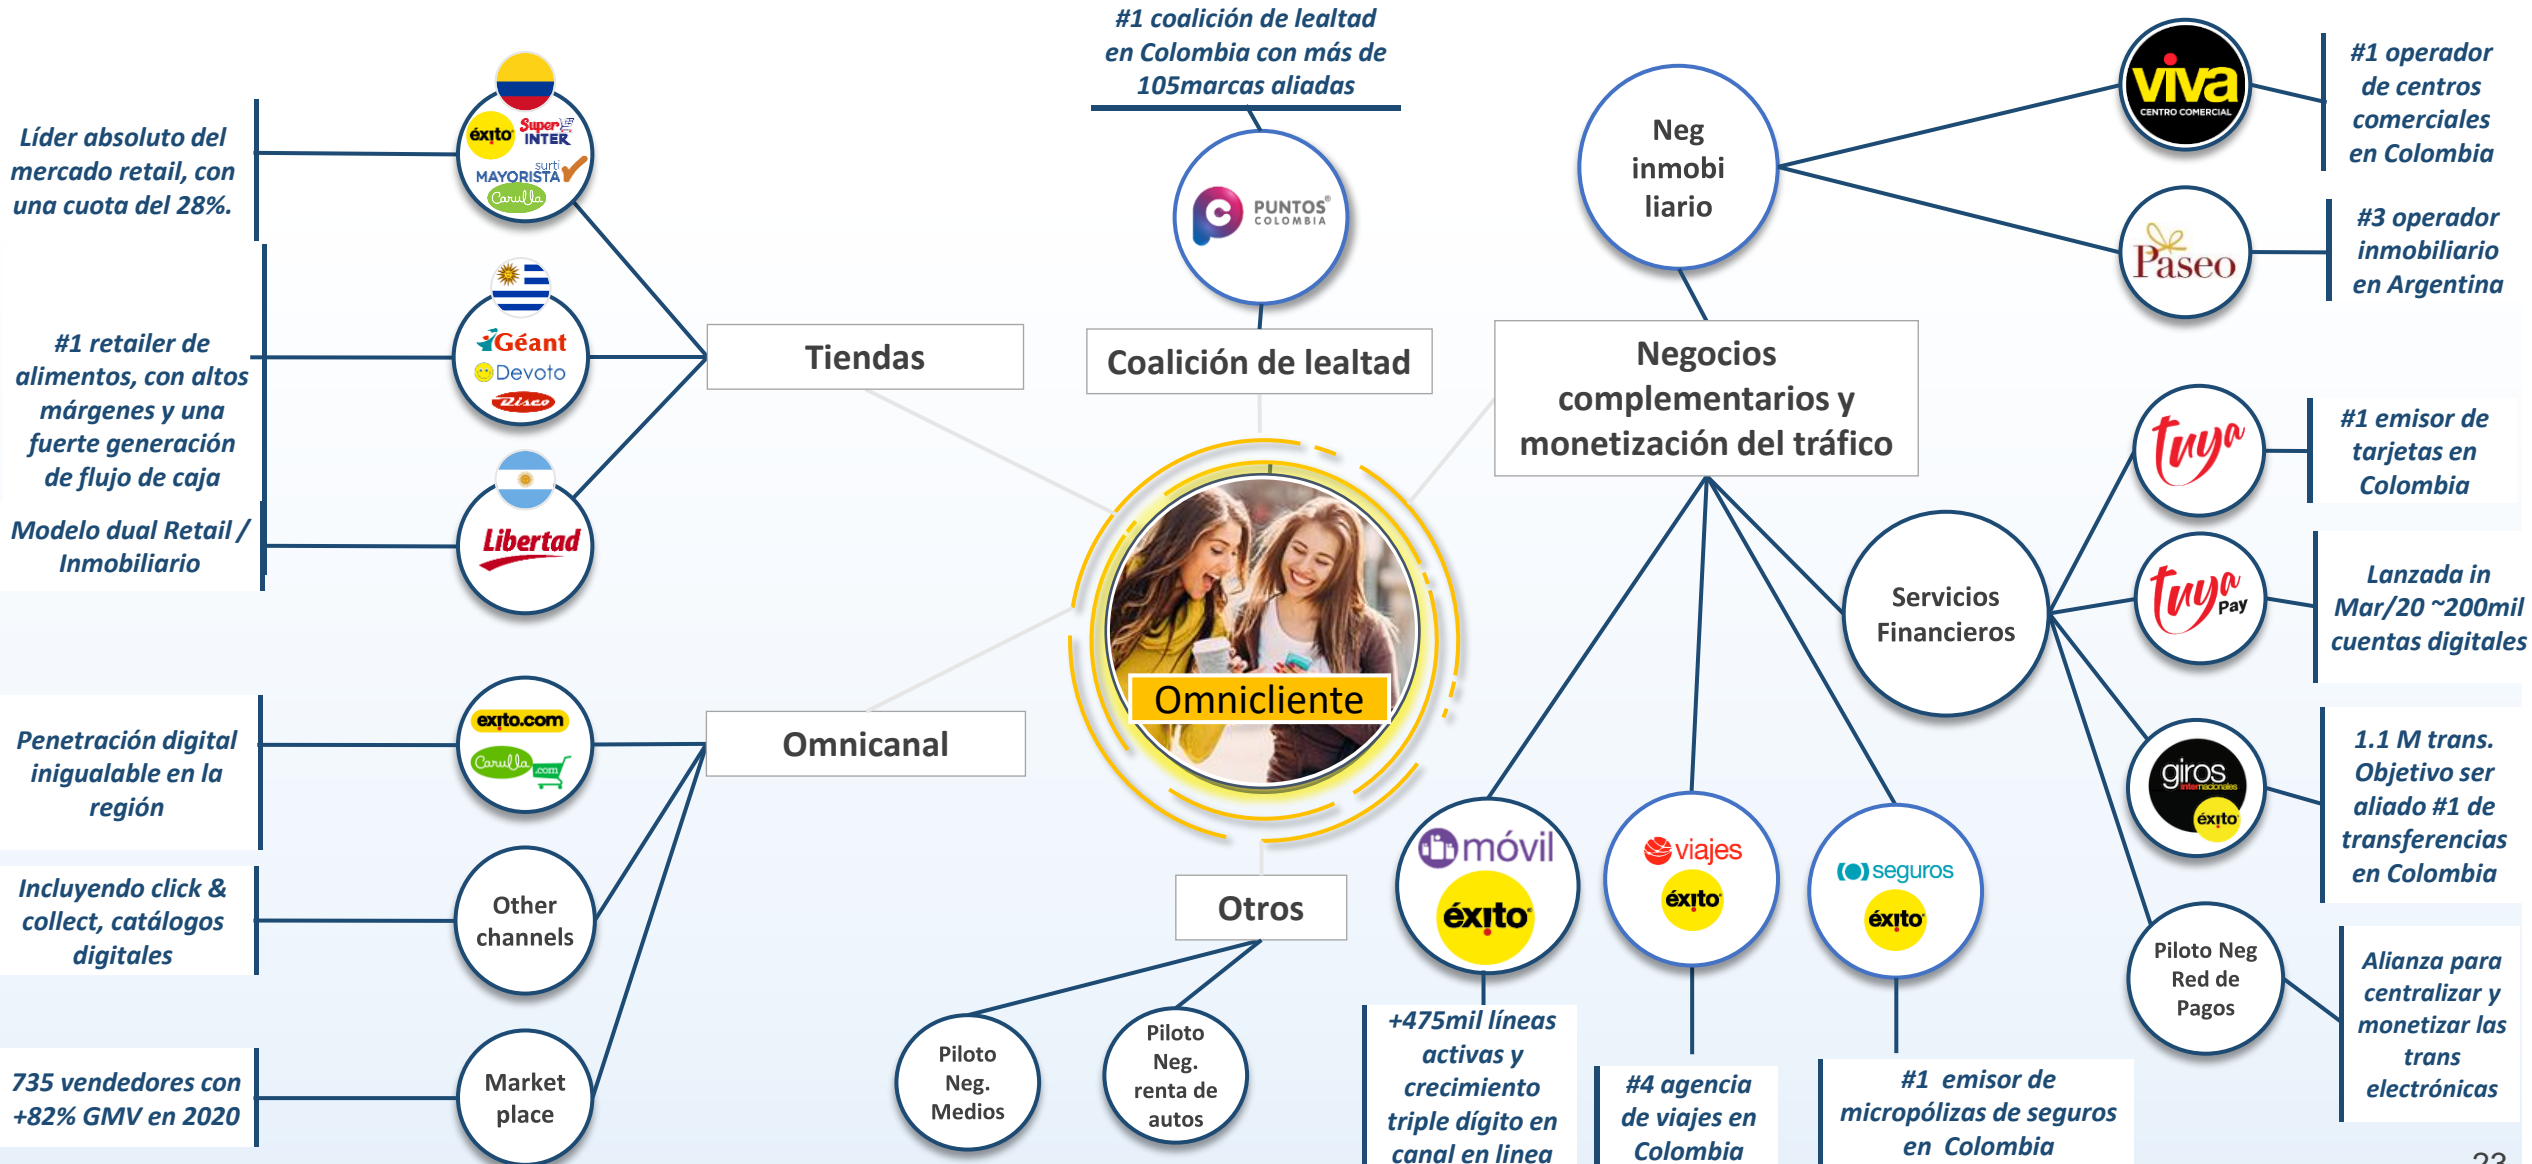 #1 coalición de lealtad
en Colombia con más de
105marcas aliadas
PUNTOS
COLOMBIA
Coalición de lealtad
Líder absoluto del
mercado retail, con
una cuota del 28%.
éxito
Super
INTER
surti
MAYORISTA
Carulla
#1 retailer de
alimentos, con altos
márgenes y una
fuerte generación
de flujo de caja
Géant
Devoto
Disco
Modelo dual Retail /
Inmobiliario
Libertad
Tiendas
Penetración digital
inigualable en la
región
exito.com
Carulla
.com
Incluyendo click &
collect, catálogos
digitales
Other
channels
735 vendedores con
+82% GMV en 2020
Market
place
Omnicanal
Omnicliente
Otros
Piloto
Neg.
Medios
Piloto
Neg.
renta de
autos
Neg
inmobi
liario
viva
CENTRO COMERCIAL
#1 operador
de centros
comerciales
en Colombia
Paseo
#3 operador
inmobiliario
en Argentina
Negocios
complementarios y
monetización del tráfico
móvil
éxito
+475mil líneas
activas y
crecimiento
triple dígito en
canal en linea
viajes
éxito
#4 agencia
de viajes en
Colombia
seguros
éxito
#1 emisor de
micropólizas de seguros
en Colombia
Servicios
Financieros
tuya
#1 emisor de
tarjetas en
Colombia
tuya
Pay
Lanzada in
Mar/20 ~200mil
cuentas digitales
giros
internacionales
éxito
1.1 M trans.
Objetivo ser
aliado #1 de
transferencias
en Colombia
Piloto Neg
Red de
Pagos
Alianza para
centralizar y
monetizar las
trans
electrónicas
23